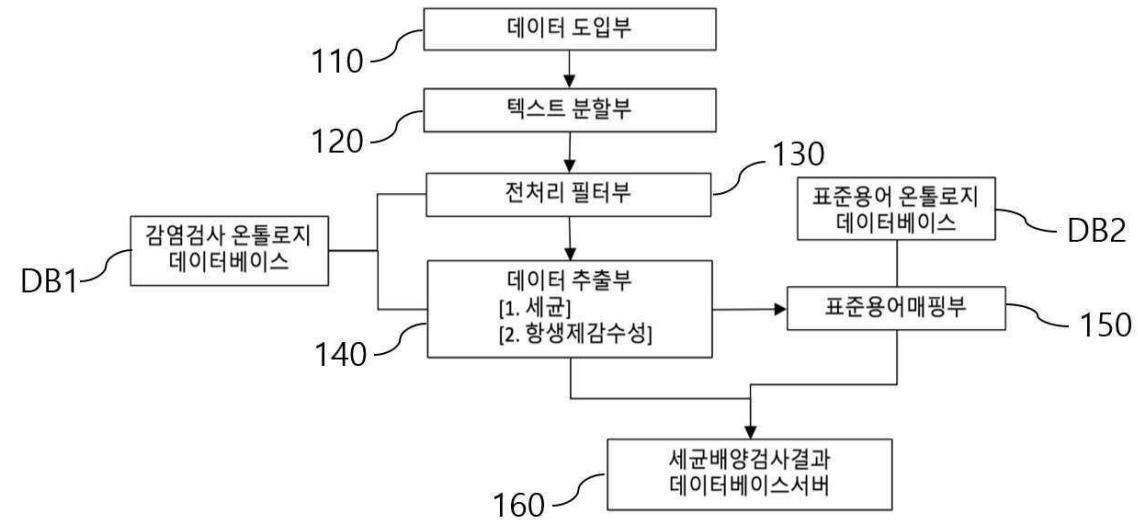 데이터 도입부
110
텍스트 분할부
120
전처리 필터부
130
표준용어 온톨로지
데이터베이스
DB2
감염검사 온톨로지
데이터베이스
DB1
데이터 추출부
[1. 세균]
[2. 항생제감수성]
140
표준용어매핑부
150
세균배양검사결과
데이터베이스서버
160